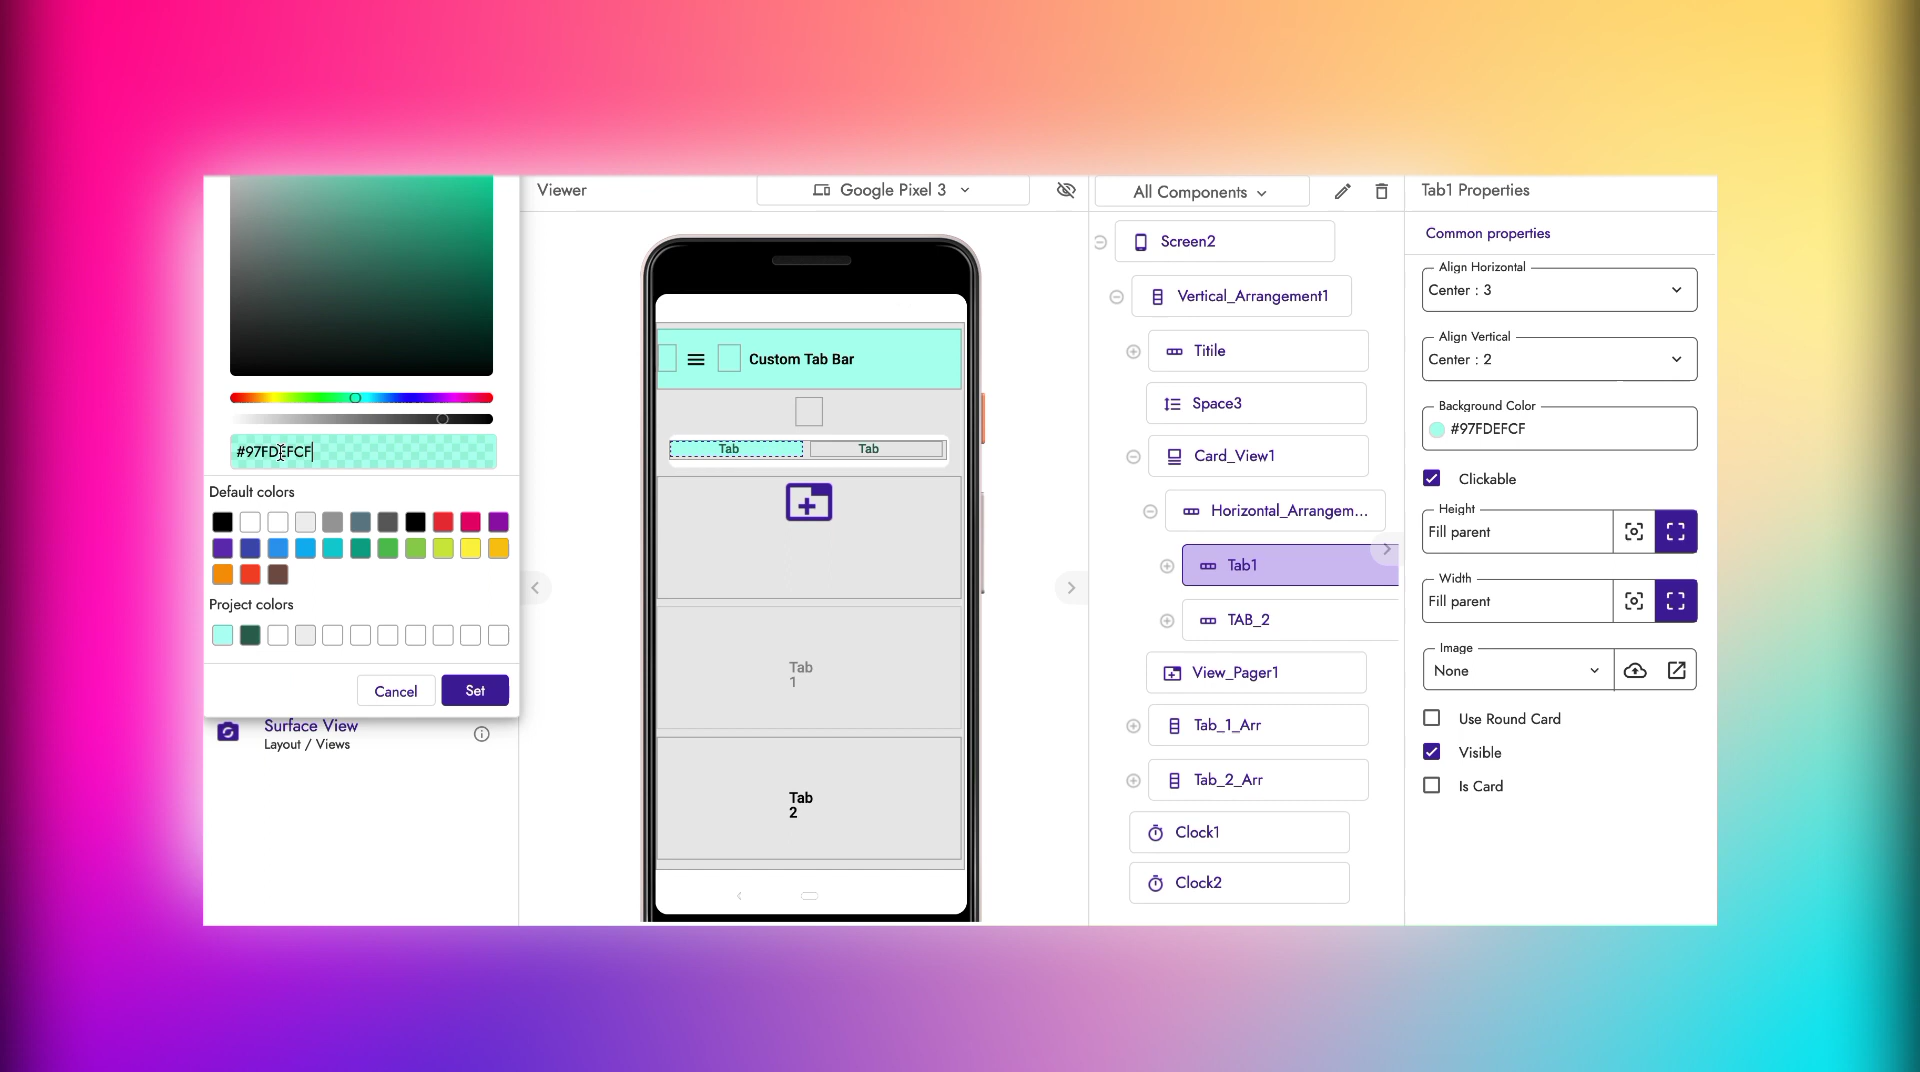 #97FDEFCF
Default colors
Project colors
Cancel
Set
Surface View
Layout / Views
Viewer
Google Pixel 3
Custom Tab Bar
Tab
Tab
Tab
1
Tab
2
All Components
Screen2
Vertical_Arrangement1
Titile
Space3
Card_View1
Horizontal_Arrangem...
Tab1
TAB_2
View_Pager1
Tab_1_Arr
Tab_2_Arr
Clock1
Clock2
Tab1 Properties
Common properties
Align Horizontal
Center : 3
Align Vertical
Center : 2
Background Color
#97FDEFCF
Clickable
Height
Fill parent
Width
Fill parent
Image
None
Use Round Card
Visible
Is Card